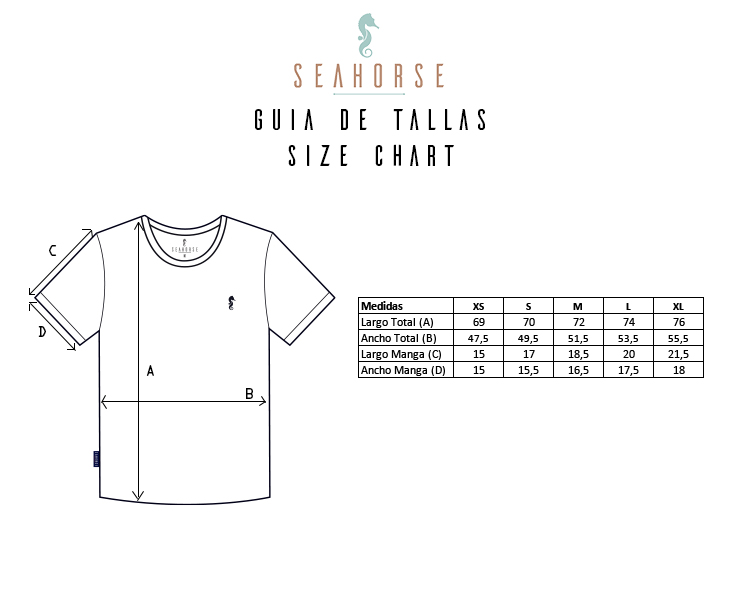 SEAHORSE
GUIA DE TALLAS
SIZE CHART
SEAHORSE
C
D
A
B
Medidas XS S M L XL
Largo Total (A) 69 70 72 74 76
Ancho Total (B) 47,5 49,5 51,5 53,5 55,5
Largo Manga (C) 15 17 18,5 20 21,5
Ancho Manga (D) 15 15,5 16,5 17,5 18